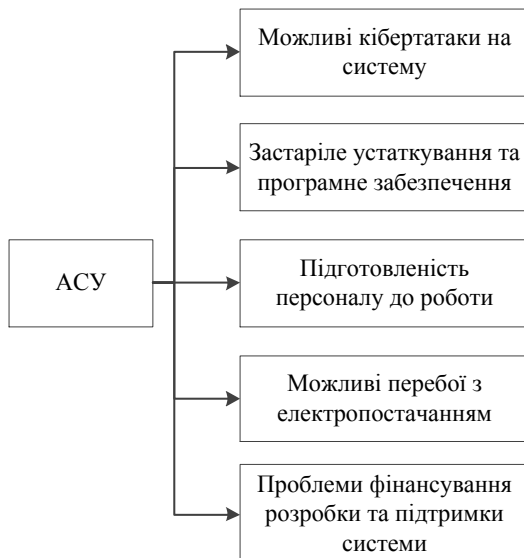 Можливі кібертатаки на
систему
Застаріле устаткування та
програмне забезпечення
АСУ
Підготовленість
персоналу до роботи
Можливі перебої з
електропостачанням
Проблеми фінансування
розробки та підтримки
системи